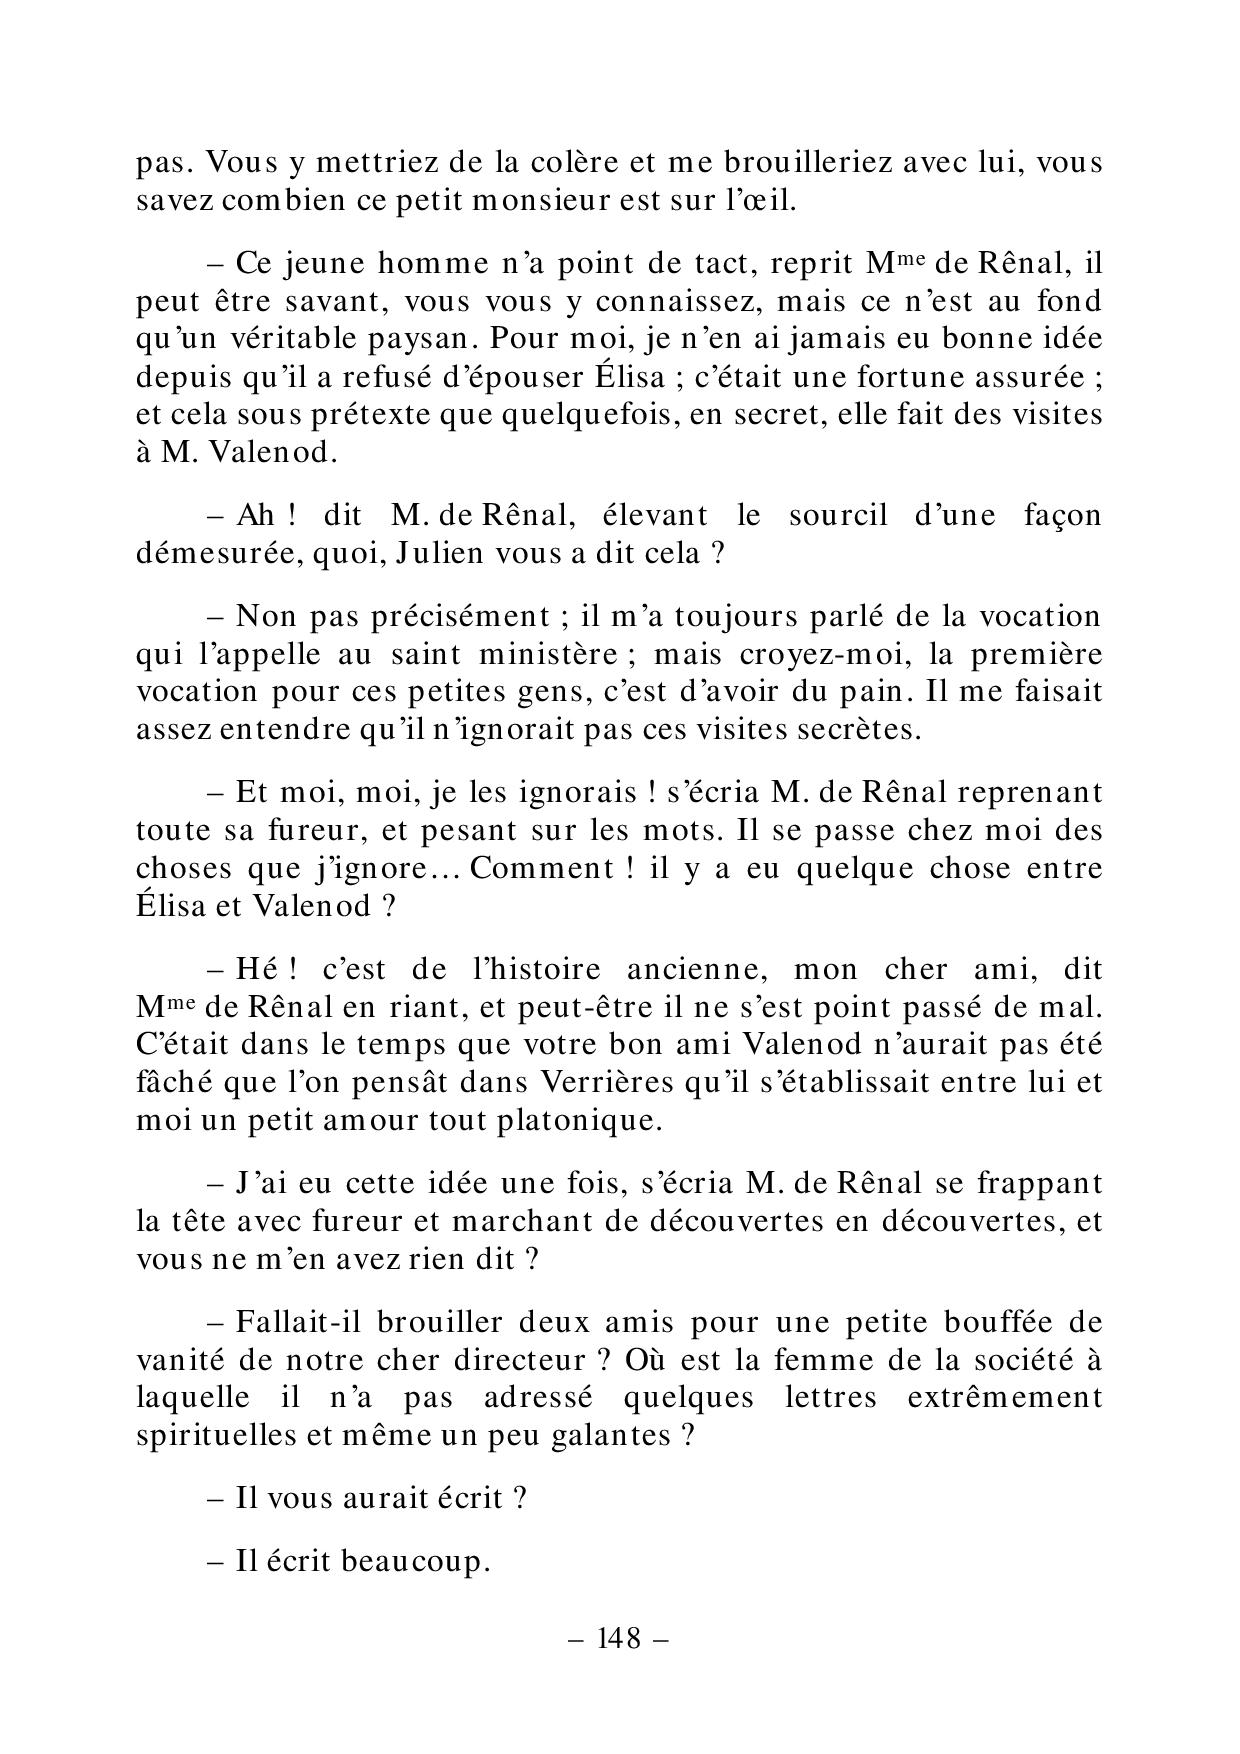 pas. Vous y mettriez de la colère et me brouilleriez avec lui, vous
savez combien ce petit monsieur est sur l’œil.
– Ce jeune homme n’a point de tact, reprit Mme de Rênal, il
peut être savant, vous vous y connaissez, mais ce n’est au fond
qu’un véritable paysan. Pour moi, je n’en ai jamais eu bonne idée
depuis qu’il a refusé d’épouser Élisa ; c’était une fortune assurée ;
et cela sous prétexte que quelquefois, en secret, elle fait des visites
à M. Valenod.
– Ah ! dit M. de Rênal, élevant le sourcil d’une façon
démesurée, quoi, Julien vous a dit cela ?
– Non pas précisément ; il m’a toujours parlé de la vocation
qui l’appelle au saint ministère ; mais croyez-moi, la première
vocation pour ces petites gens, c’est d’avoir du pain. Il me faisait
assez entendre qu’il n’ignorait pas ces visites secrètes.
– Et moi, moi, je les ignorais ! s’écria M. de Rênal reprenant
toute sa fureur, et pesant sur les mots. Il se passe chez moi des
choses que j’ignore… Comment ! il y a eu quelque chose entre
Élisa et Valenod ?
– Hé ! c’est de l’histoire ancienne, mon cher ami, dit
Mme de Rênal en riant, et peut-être il ne s’est point passé de mal.
C’était dans le temps que votre bon ami Valenod n’aurait pas été
fâché que l’on pensât dans Verrières qu’il s’établissait entre lui et
moi un petit amour tout platonique.
– J’ai eu cette idée une fois, s’écria M. de Rênal se frappant
la tête avec fureur et marchant de découvertes en découvertes, et
vous ne m’en avez rien dit ?
– Fallait-il brouiller deux amis pour une petite bouffée de
vanité de notre cher directeur ? Où est la femme de la société à
laquelle il n’a pas adressé quelques lettres extrêmement
spirituelles et même un peu galantes ?
– Il vous aurait écrit ?
– Il écrit beaucoup.
– 148 –